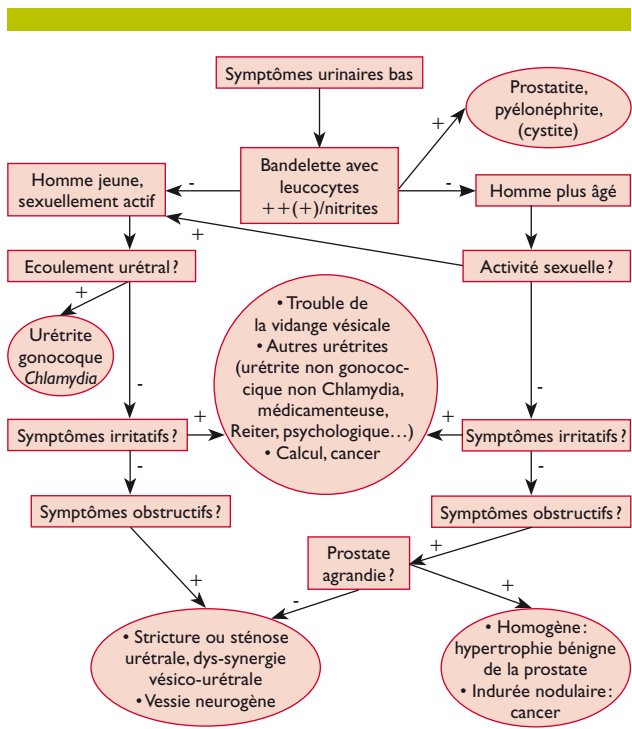 Symptômes urinaires bas
Prostatite,
pyélonéphrite,
(cystite)
+
Bandelette avec
leucocytes
++(+)/nitrites
-
-
Homme jeune,
sexuellement actif
Homme plus âgé
+
Ecoulement urétral ?
Activité sexuelle ?
+
Urétrite
gonocoque
Chlamydia
-
• Trouble de
la vidange vésicale
• Autres urétrites
(urétrite non gonococ-
cique non Chlamydia,
médicamenteuse,
Reiter, psychologique…)
• Calcul, cancer
-
Symptômes irritatifs ?
+
+
Symptômes irritatifs ?
-
-
Symptômes obstructifs ?
Symptômes obstructifs ?
+
Prostate
agrandie ?
+
-
+
• Stricture ou sténose
urétrale, dys-synergie
vésico-urétrale
• Vessie neurogène
• Homogène :
hypertrophie bénigne
de la prostate
• Indurée nodulaire :
cancer